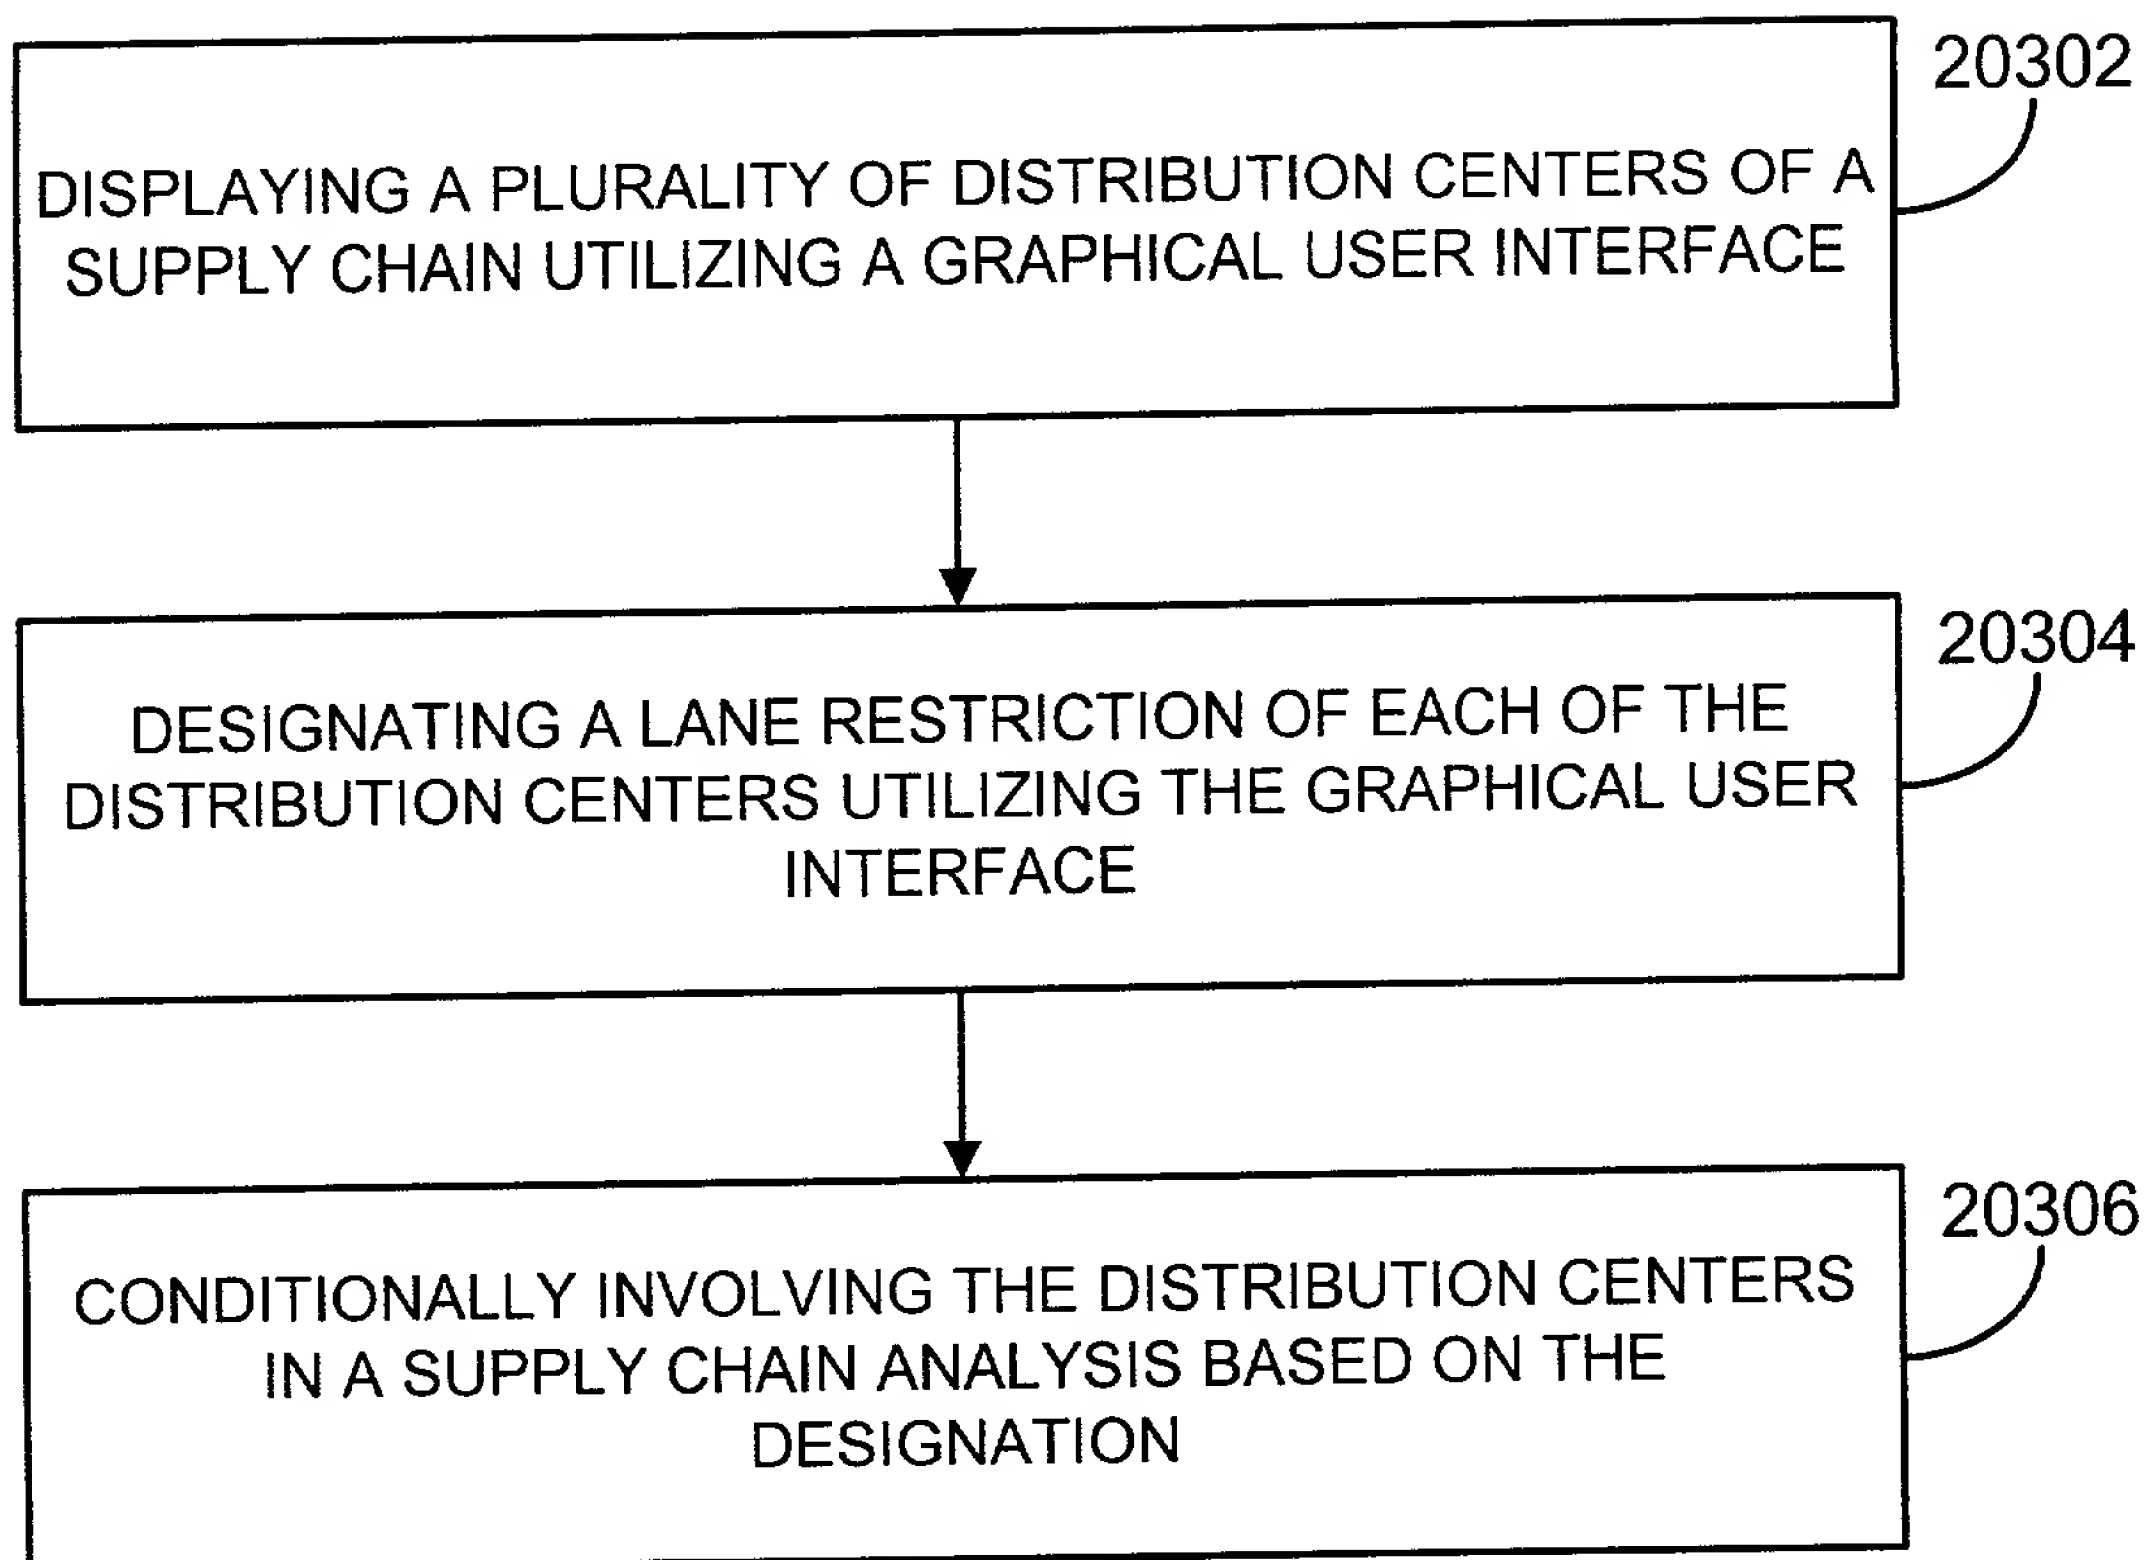 20302
DISPLAYING A PLURALITY OF DISTRIBUTION CENTERS OF A
SUPPLY CHAIN UTILIZING A GRAPHICAL USER INTERFACE
20304
DESIGNATING A LANE RESTRICTION OF EACH OF THE
DISTRIBUTION CENTERS UTILIZING THE GRAPHICAL USER
INTERFACE
20306
CONDITIONALLY INVOLVING THE DISTRIBUTION CENTERS
IN A SUPPLY CHAIN ANALYSIS BASED ON THE
DESIGNATION